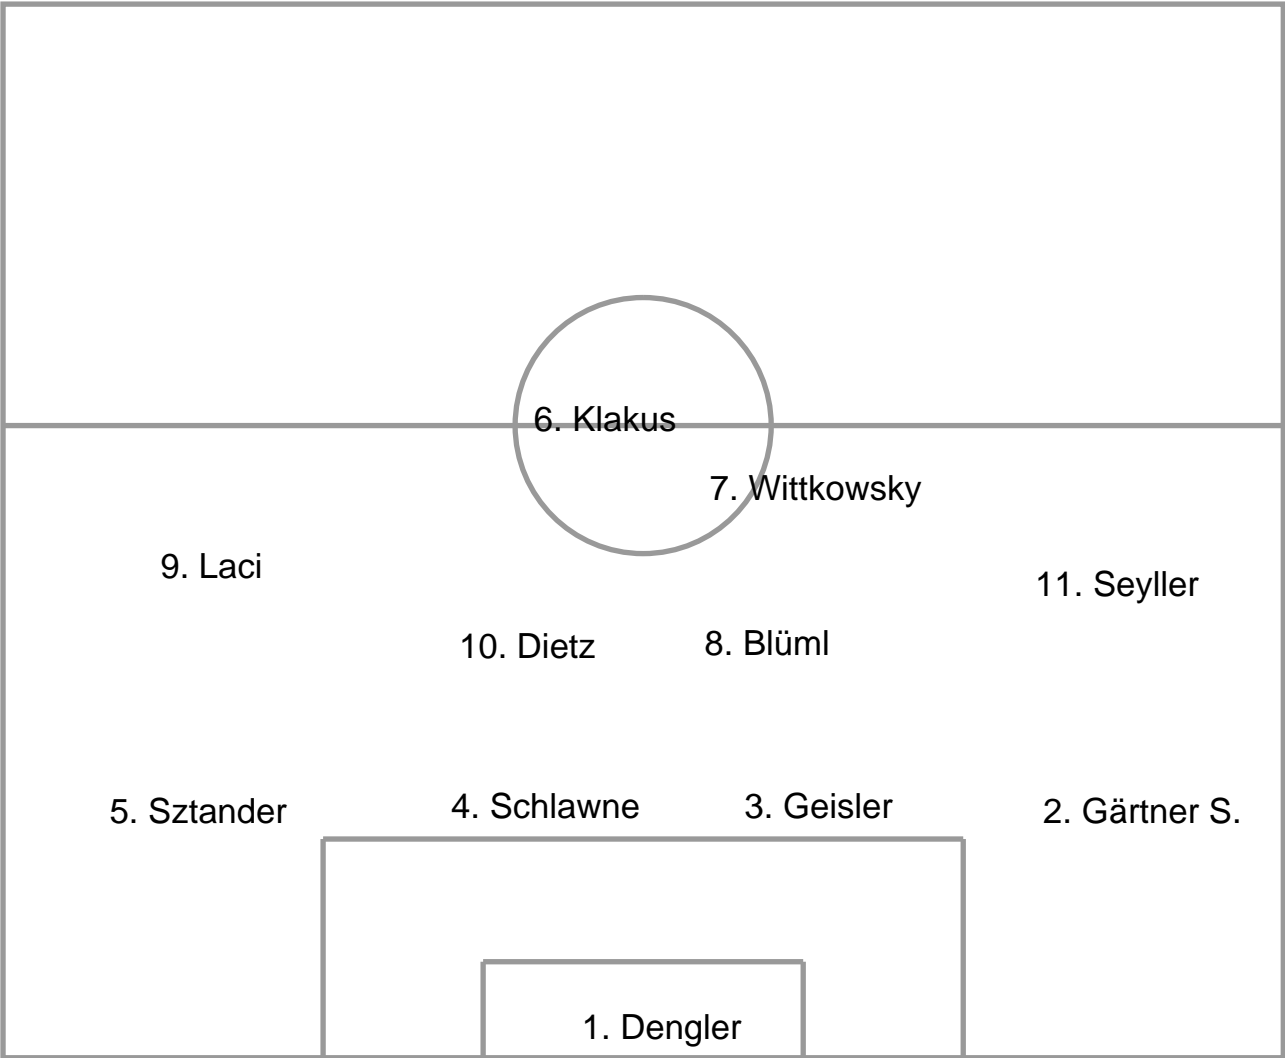 6. Klakus
7. Wittkowsky
9. Laci
11. Seyller
10. Dietz
8. Blüml
5. Sztander
4. Schlawne
3. Geisler
2. Gärtner S.
1. Dengler